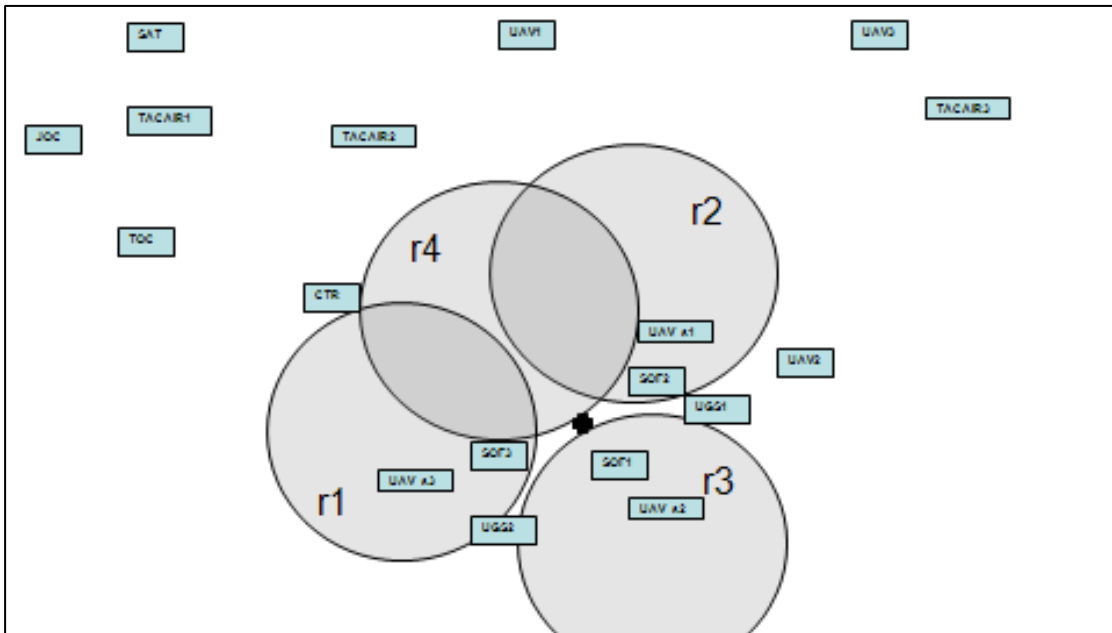 SAT
UAV1
UAV3
TACAIR1
TACAIR3
JOC
TACAIR2
r2
TOC
r4
CTR
UAV a1
UAV2
SOF2
UGS1
SOF3
SOF1
UAV a3
r3
r1
UAV a2
UGS2